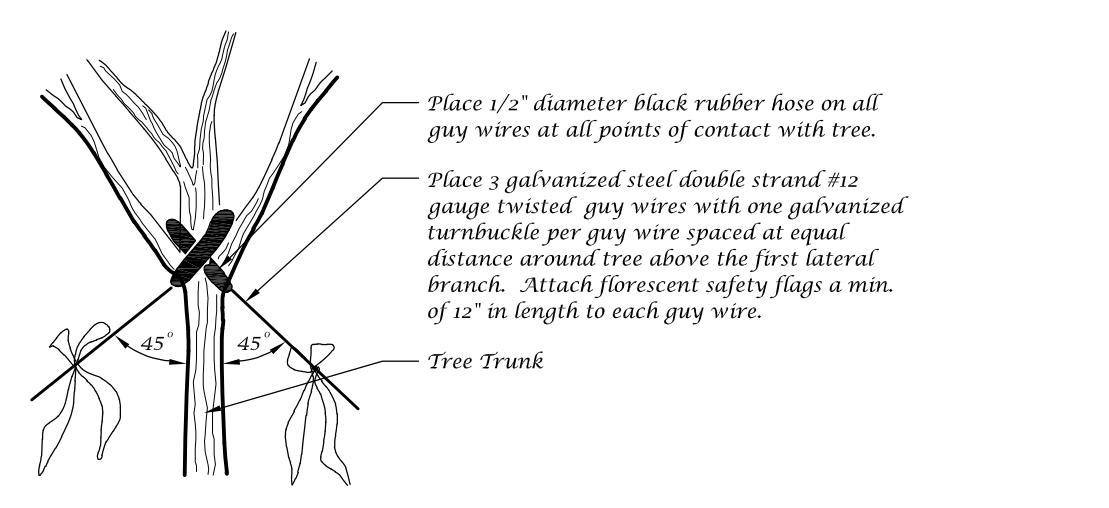 Place 1/2" diameter black rubber hose on all
guy wires at all points of contact with tree.
Place 3 galvanized steel double strand #12
gauge twisted guy wires with one galvanized
turnbuckle per guy wire spaced at equal
distance around tree above the first lateral
branch. Attach florescent safety flags a min.
of 12" in length to each guy wire.
45° 45°
Tree Trunk